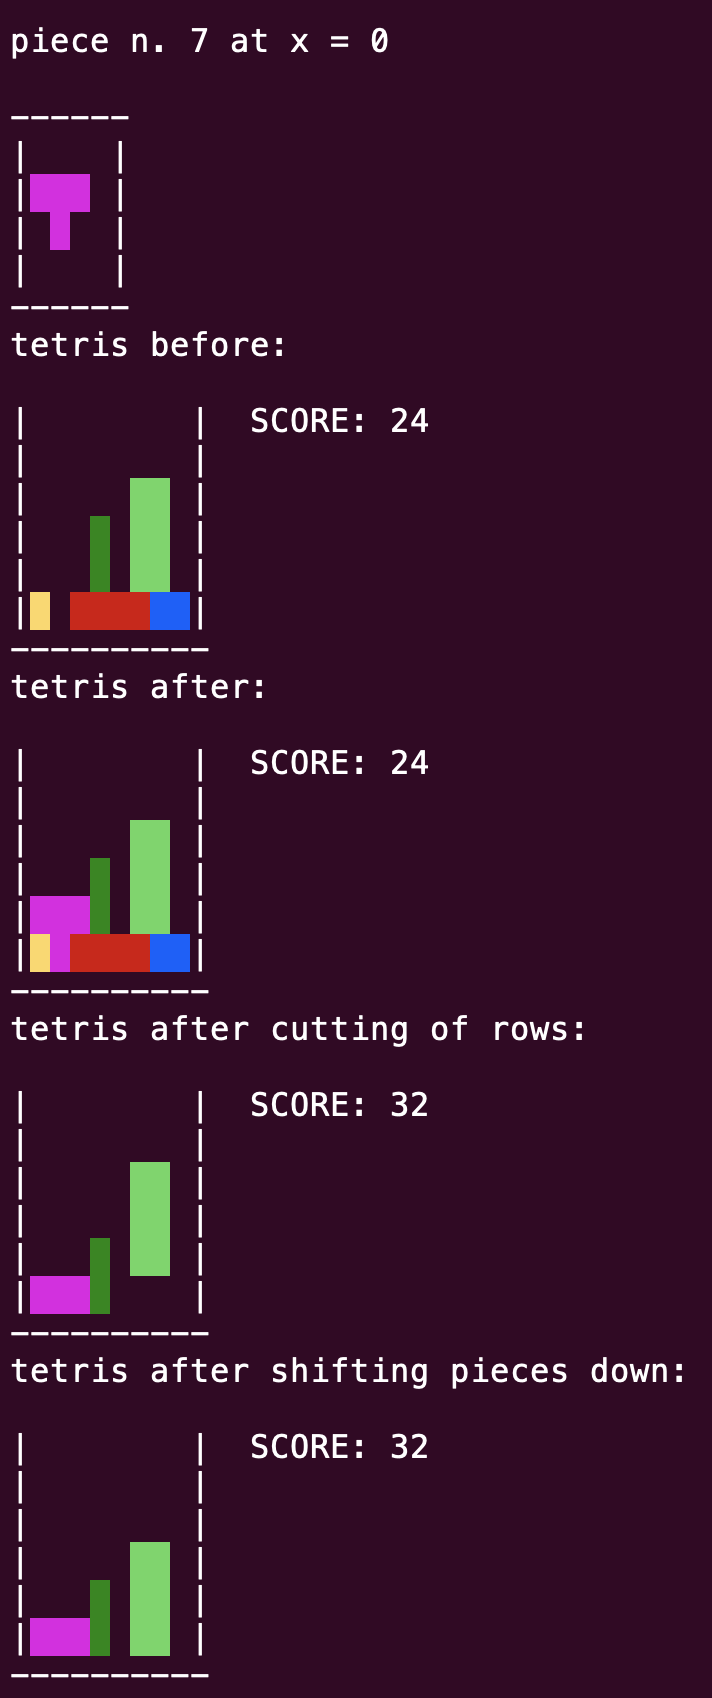 piece n. 7 at x = 0
tetris before:
SCORE: 24
tetris after:
SCORE: 24
tetris after cutting of rows:
SCORE: 32
tetris after shifting pieces down:
SCORE: 32